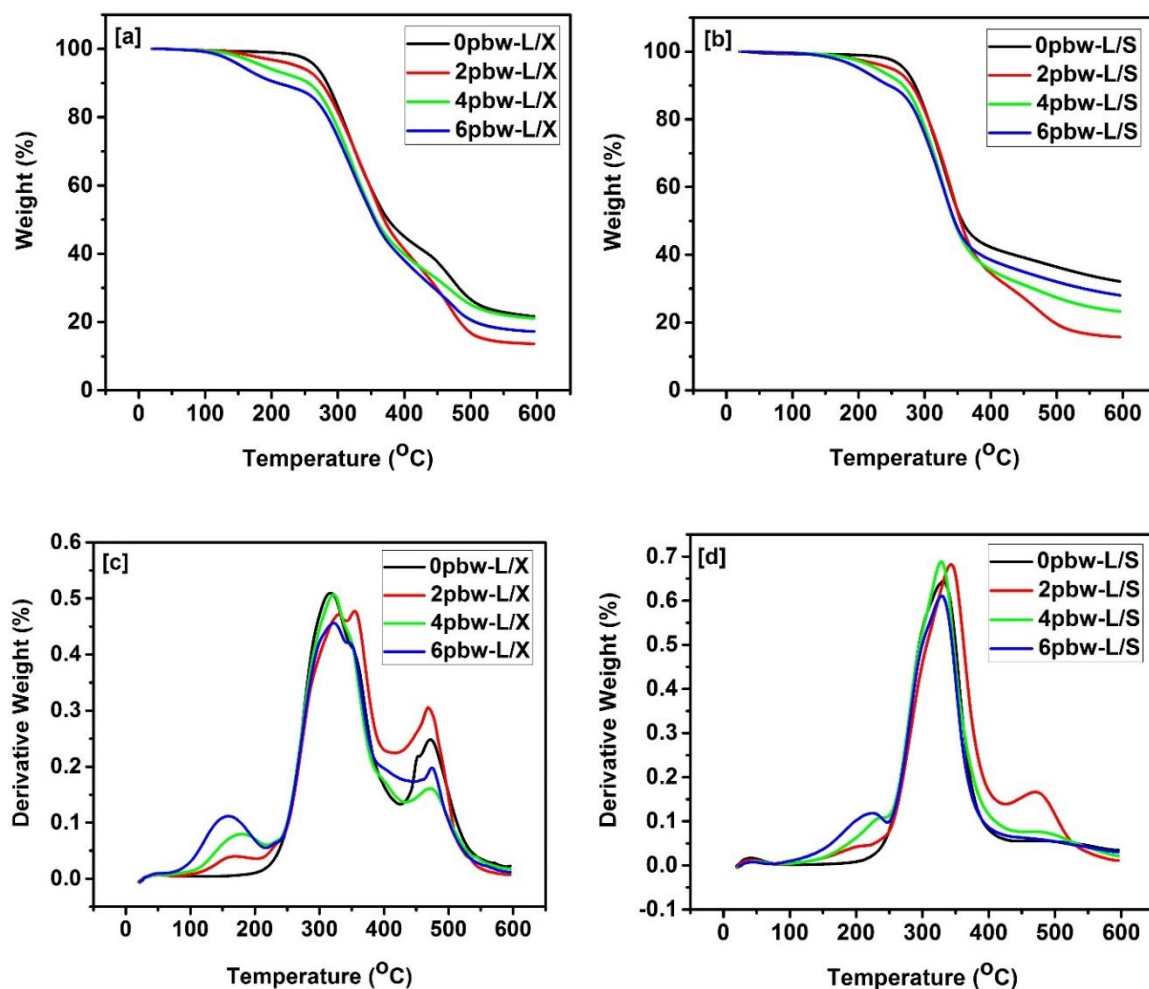 [a]
0pbw-L/X
2pbw-L/X
4pbw-L/X
6pbw-L/X
100
80
60
40
20
0
Weight (%)
0 100 200 300 400 500 600
Temperature (OC)
[b]
0pbw-L/S
2pbw-L/S
4pbw-L/S
6pbw-L/S
100
80
60
40
20
0
Weight (%)
0 100 200 300 400 500 600
Temperature (OC)
[c]
0pbw-L/X
2pbw-L/X
4pbw-L/X
6pbw-L/X
0.6
0.5
0.4
0.3
0.2
0.1
0.0
Derivative Weight (%)
0 100 200 300 400 500 600
Temperature (OC)
[d]
0pbw-L/S
2pbw-L/S
4pbw-L/S
6pbw-L/S
0.7
0.6
0.5
0.4
0.3
0.2
0.1
0.0
-0.1
Derivative Weight (%)
0 100 200 300 400 500 600
Temperature (OC)